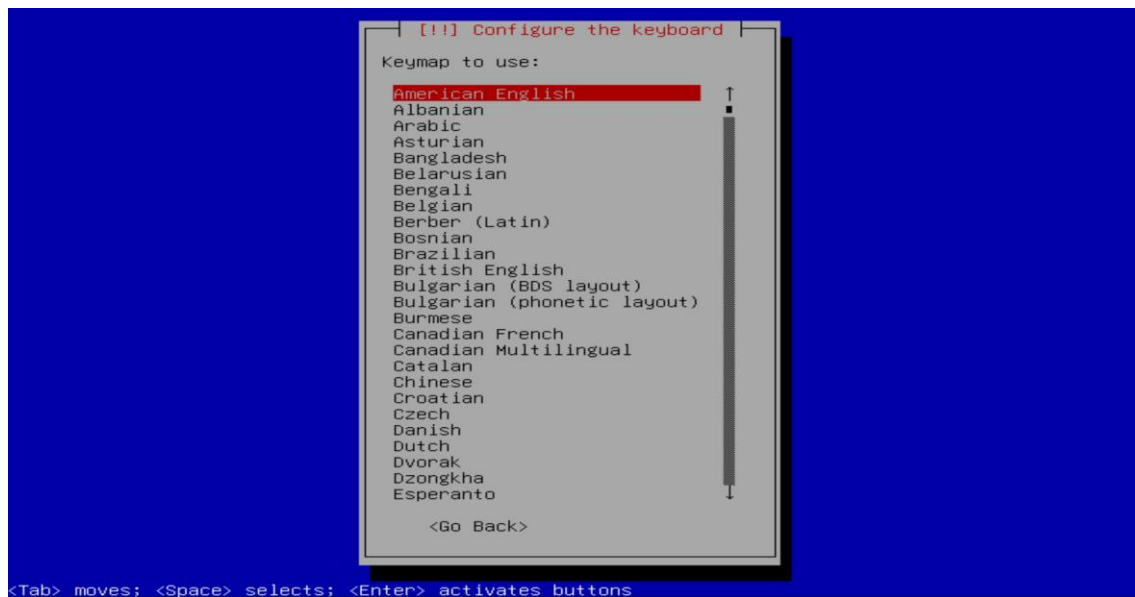 [!!] Configure the keyboard
Keymap to use:
American English
Albanian
Arabic
Asturian
Bangladesh
Belarusian
Bengali
Belgian
Berber (Latin)
Bosnian
Brazilian
British English
Bulgarian (BDS layout)
Bulgarian (phonetic layout)
Burmese
Canadian French
Canadian Multilingual
Catalan
Chinese
Croatian
Czech
Danish
Dutch
Dvorak
Dzongkha
Esperanto
<Go Back>
<Tab> moves; <Space> selects; <Enter> activates buttons